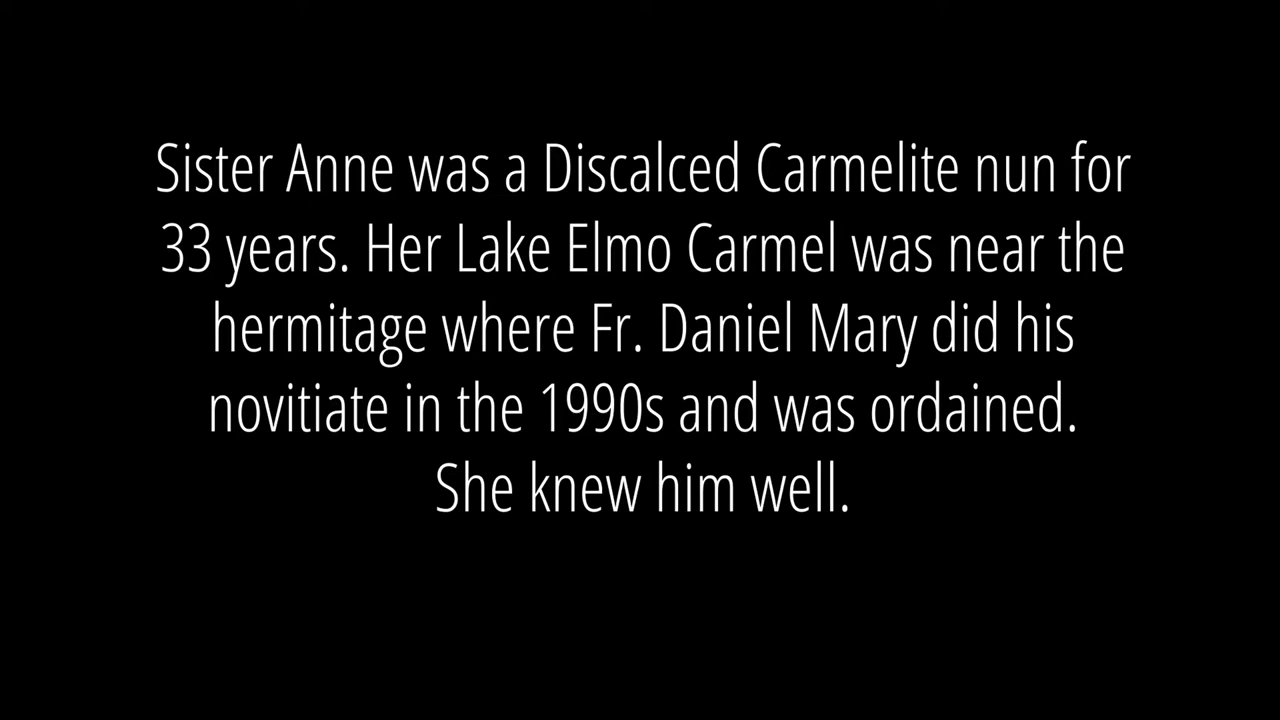 Sister Anne was a Discalced Carmelite nun for
33 years. Her Lake Elmo Carmel was near the
hermitage where Fr. Daniel Mary did his
novitiate in the 1990s and was ordained.
She knew him well.